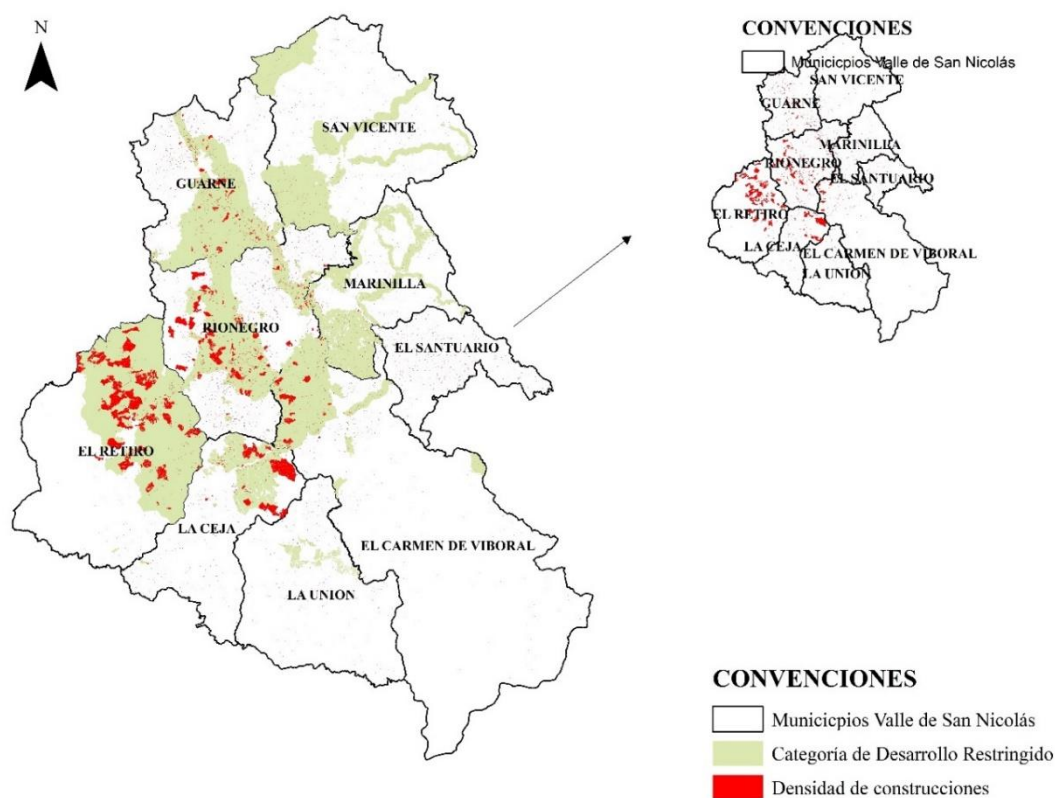 N
SAN VICENTE
GUARNE
MARINILLA
RIONEGRO
EL SANTUARIO
EL RETIRO
LA CEJA
EL CARMEN DE VIBORAL
LA UNION
CONVENCIONES
Municicpios Valle de San Nicolás
SAN VICENTE
GUARNE
MARINILLA
RIONEGRO
EL SANTUARIO
EL RETIRO
LA CEJA
EL CARMEN DE VIBORAL
LA UNION
CONVENCIONES
Municicpios Valle de San Nicolás
Categoría de Desarrollo Restringido
Densidad de construcciones